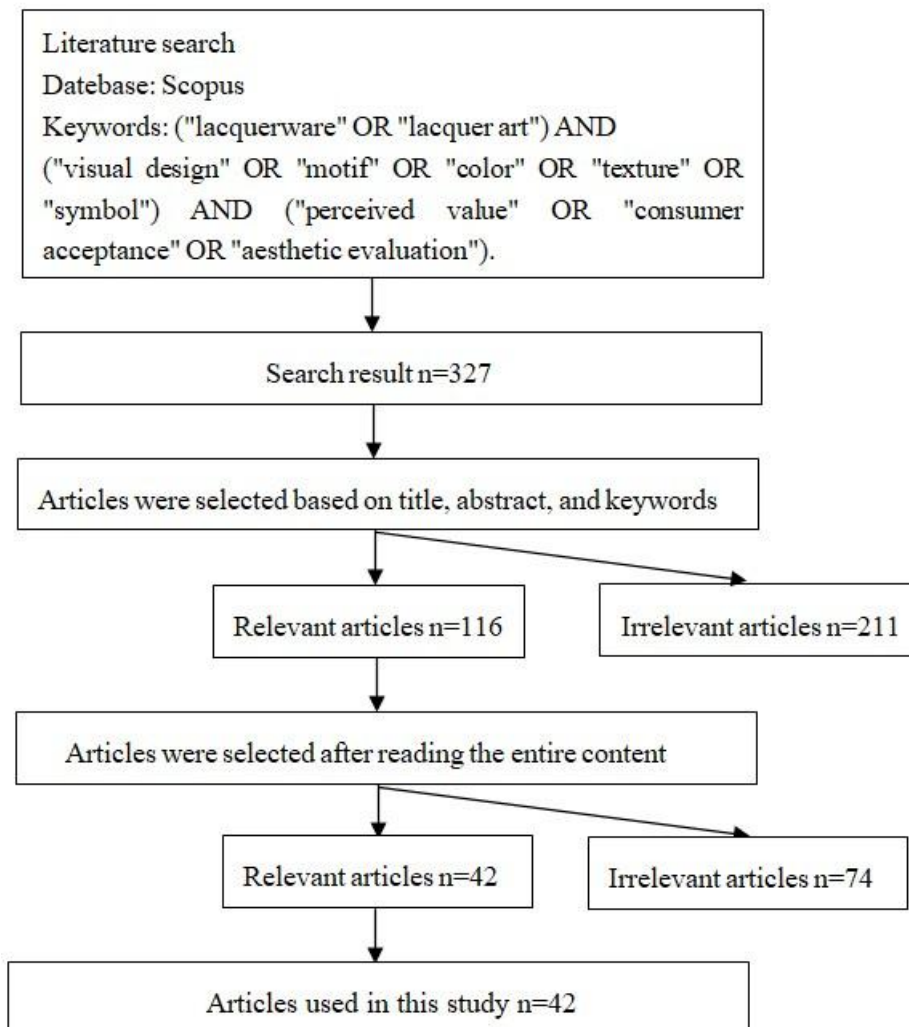 Literature search
Datebase: Scopus
Keywords: ("lacquerware" OR "lacquer art") AND
("visual design" OR "motif" OR "color" OR "texture" OR
"symbol") AND ("perceived value" OR "consumer
acceptance" OR "aesthetic evaluation").
Search result n=327
Articles were selected based on title, abstract, and keywords
Relevant articles n=116
Irrelevant articles n=211
Articles were selected after reading the entire content
Relevant articles n=42
Irrelevant articles n=74
Articles used in this study n=42